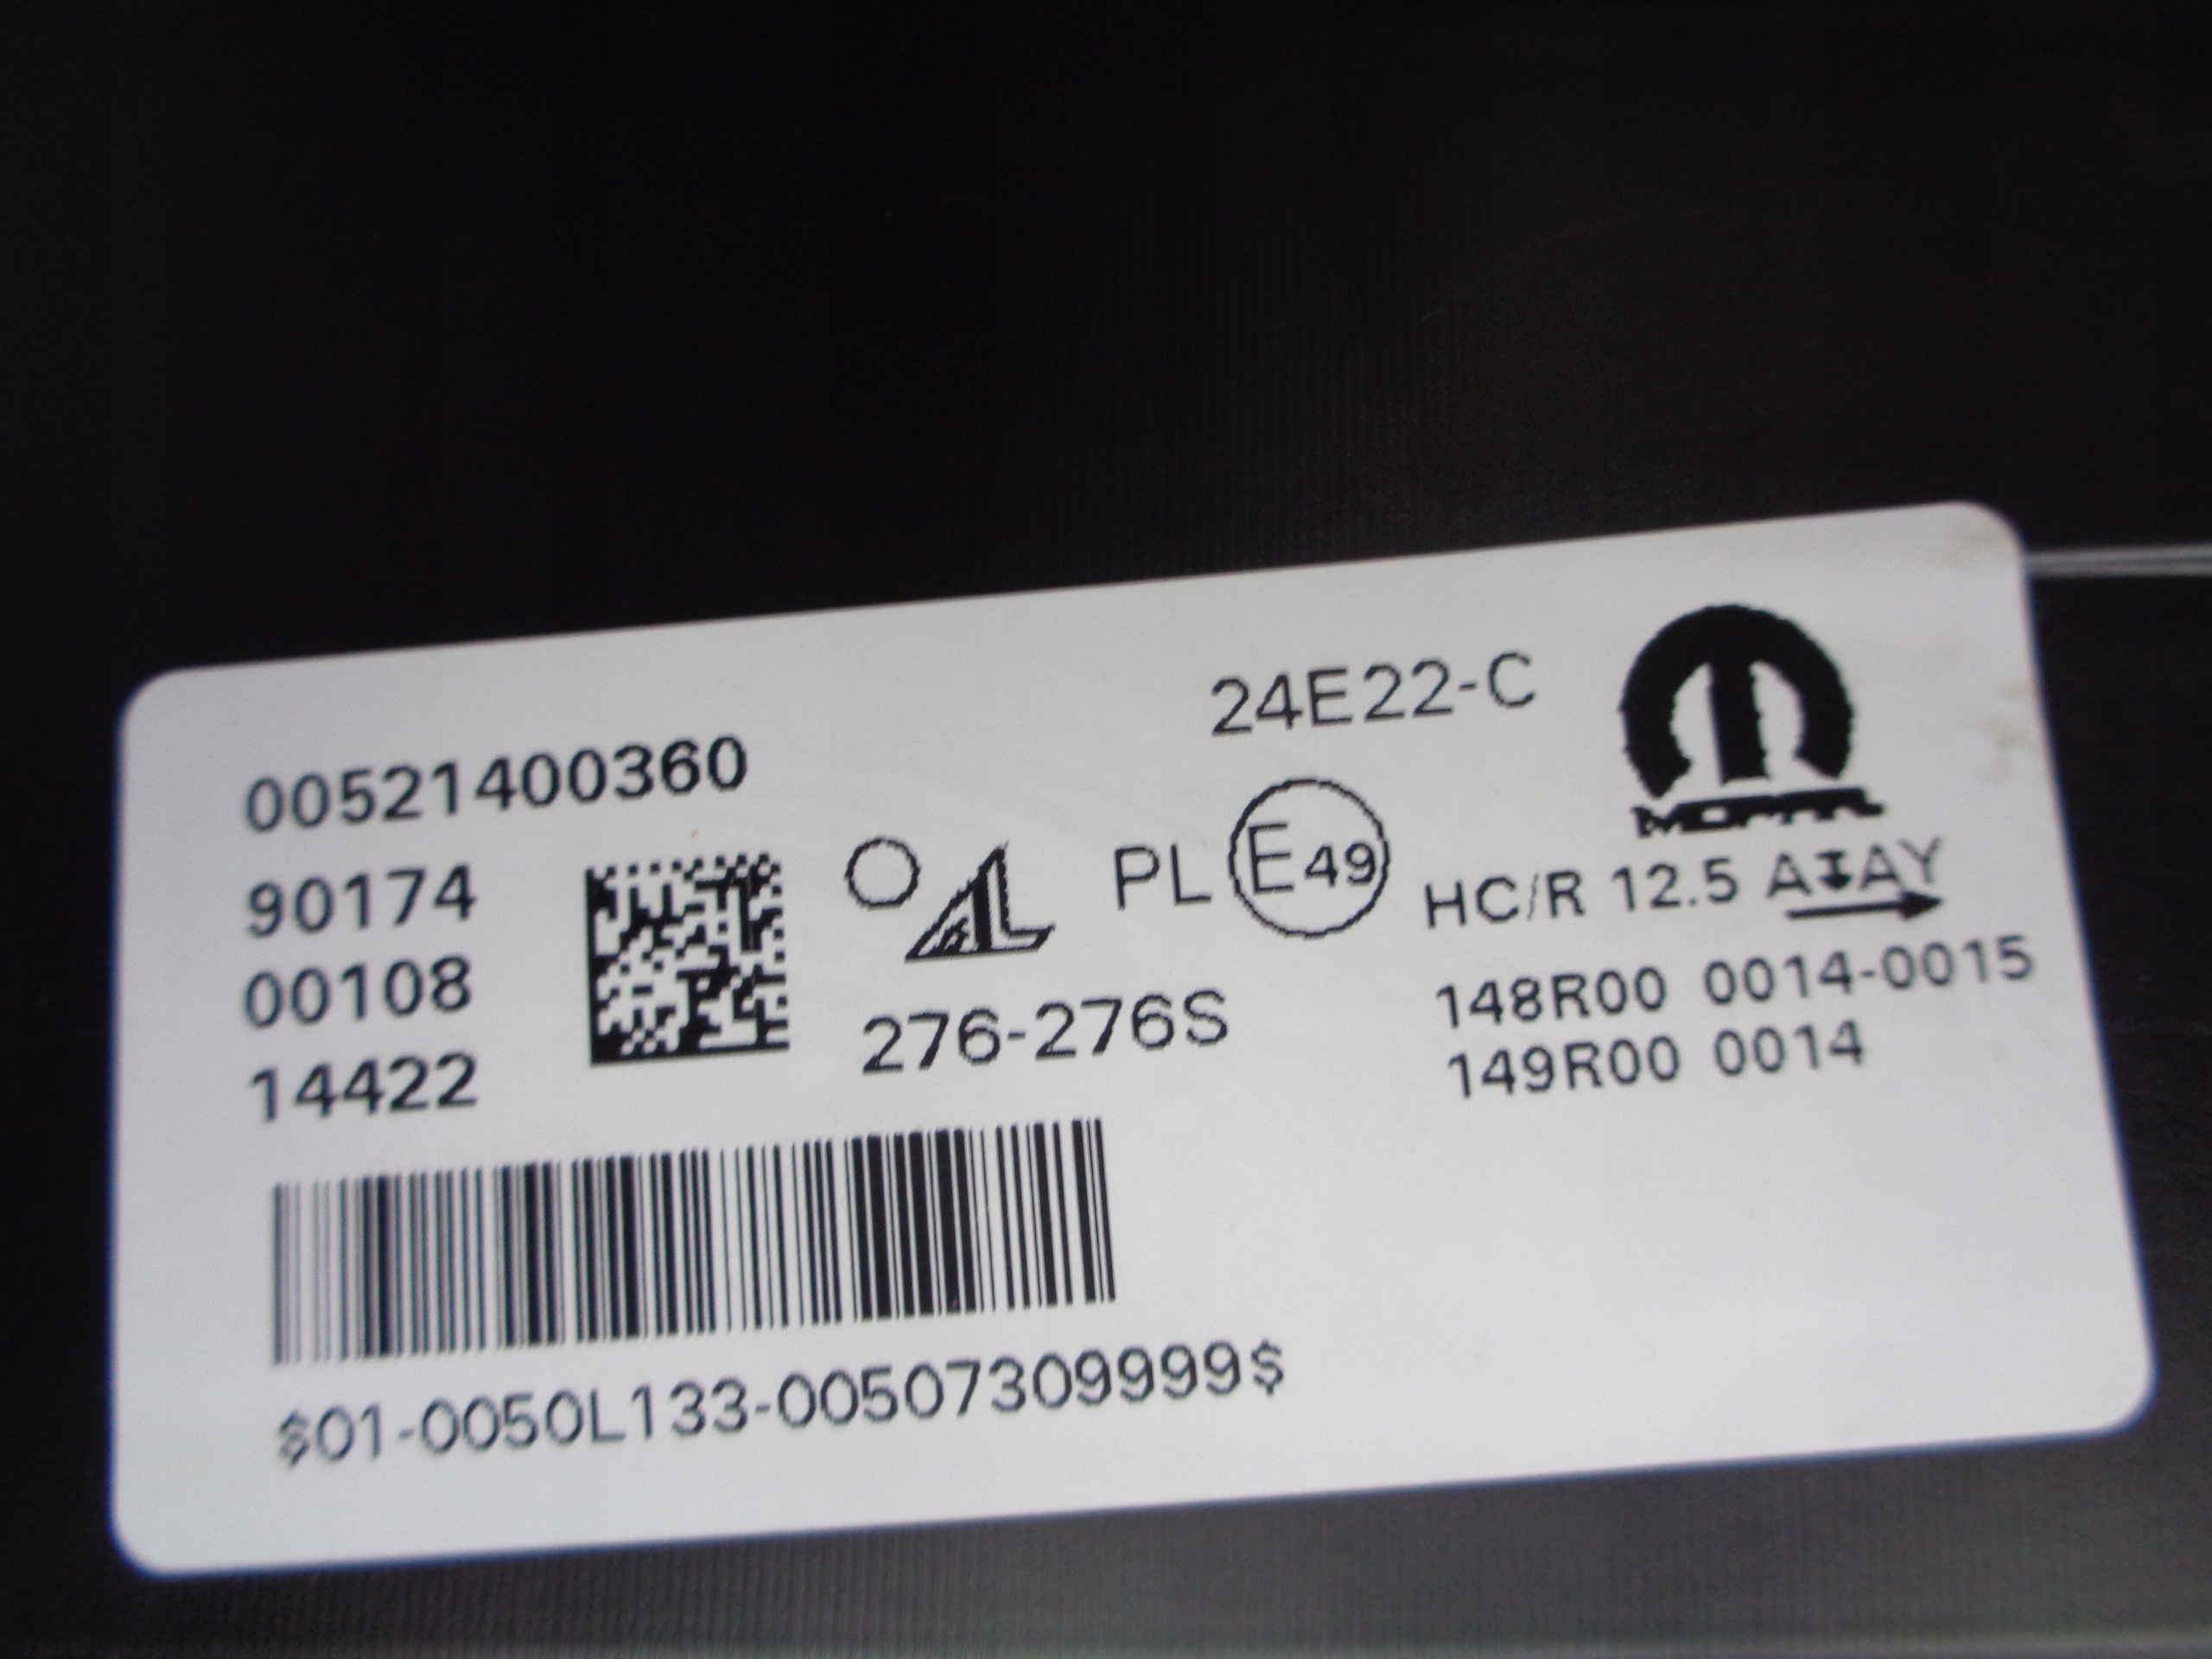 24E22-C
MOPAR
00521400360
90174
PL E49
HC/R 12.5 A AY
00108
276-276S
148R00 0014-0015
149R00 0014
14422
$01-0050L133-00507309999$